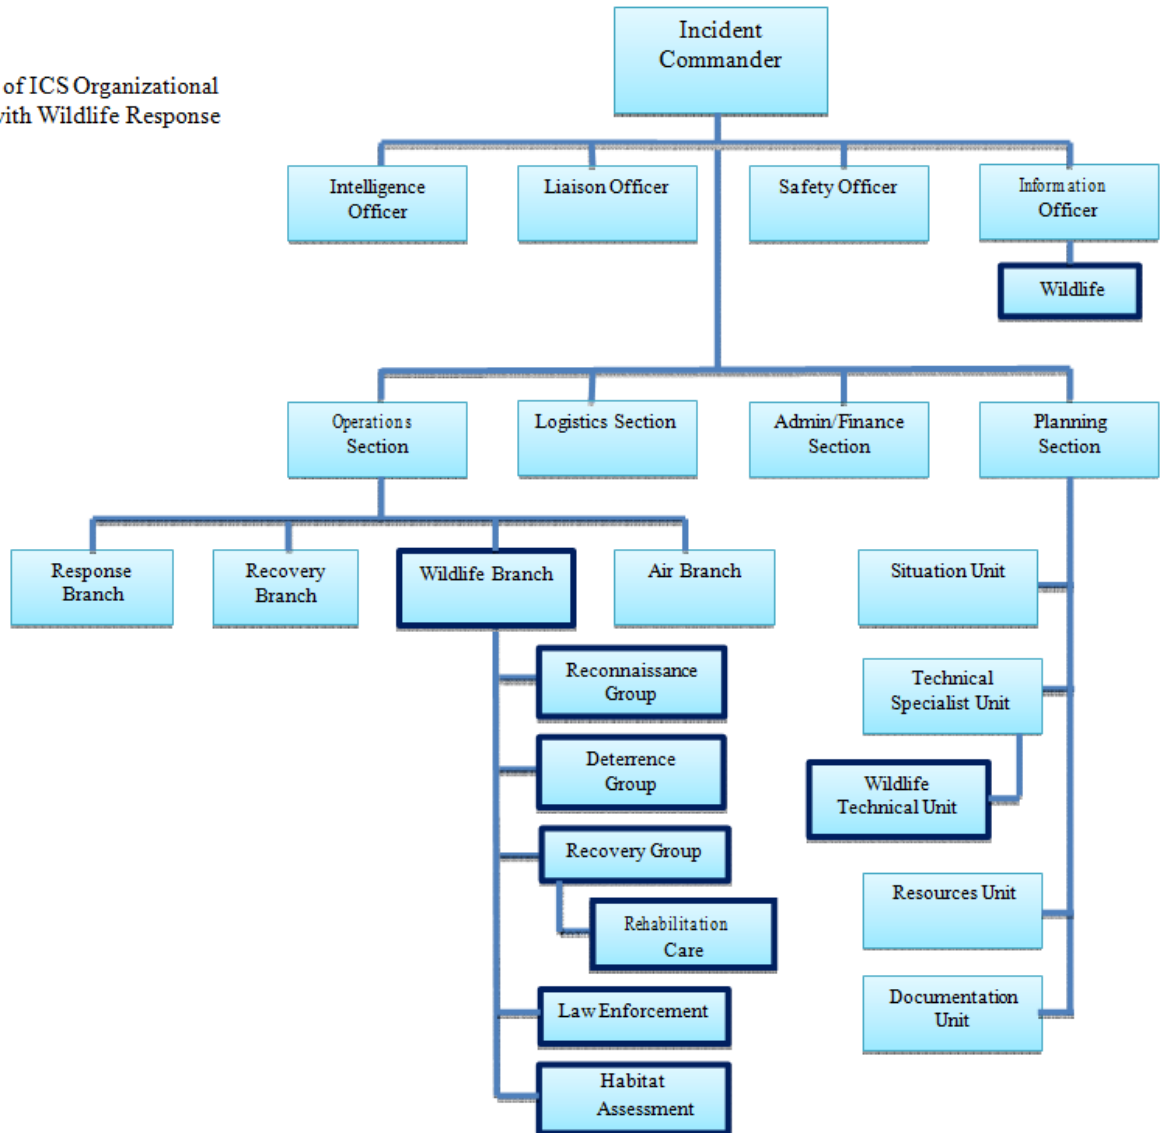 Incident
Commander
of ICS Organizational
with Wildlife Response
Intelligence
Officer
Liaison Officer
Safety Officer
Information
Officer
Wildlife
Operations
Section
Logistics Section
Admin/Finance
Section
Planning
Section
Response
Branch
Recovery
Branch
Wildlife Branch
Air Branch
Situation Unit
Reconnaissance
Group
Technical
Specialist Unit
Deterrence
Group
Wildlife
Technical Unit
Recovery Group
Resources Unit
Rehabilitation
Care
Law Enforcement
Documentation
Unit
Habitat
Assessment